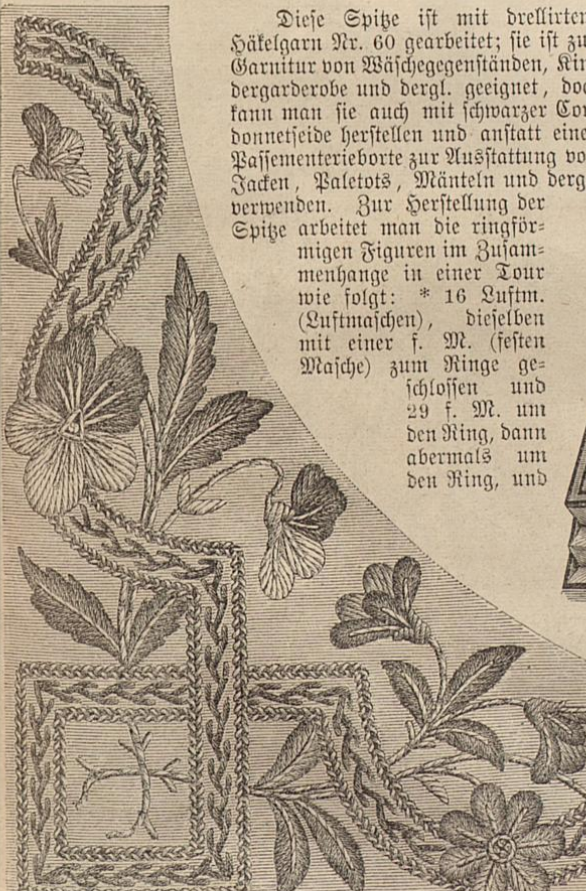 Diese Spitze ist mit drellirtem
Häkelgarn Nr. 60 gearbeitet; sie ist zur
Garnitur von Wäschegegenständen, Kin
dergarderobe und dergl. geeignet, doch
kann man sie auch mit schwarzer Cor
donnetseide herstellen und anstatt einer
Passementerieborte zur Ausstattung von
Jacken, Paletots, Mänteln und dergl.
verwenden. Zur Herstellung der
Spitze arbeitet man die ringför-
migen Figuren im Zusam-
menhange in einer Tour
wie folgt: * 16 Luftm.
(Luftmaschen), dieselben
mit einer f. M. (festen
Masche) zum Ringe ge-
schlossen und
29 f. M. um
den Ring, dann
abermals um
den Ring, und